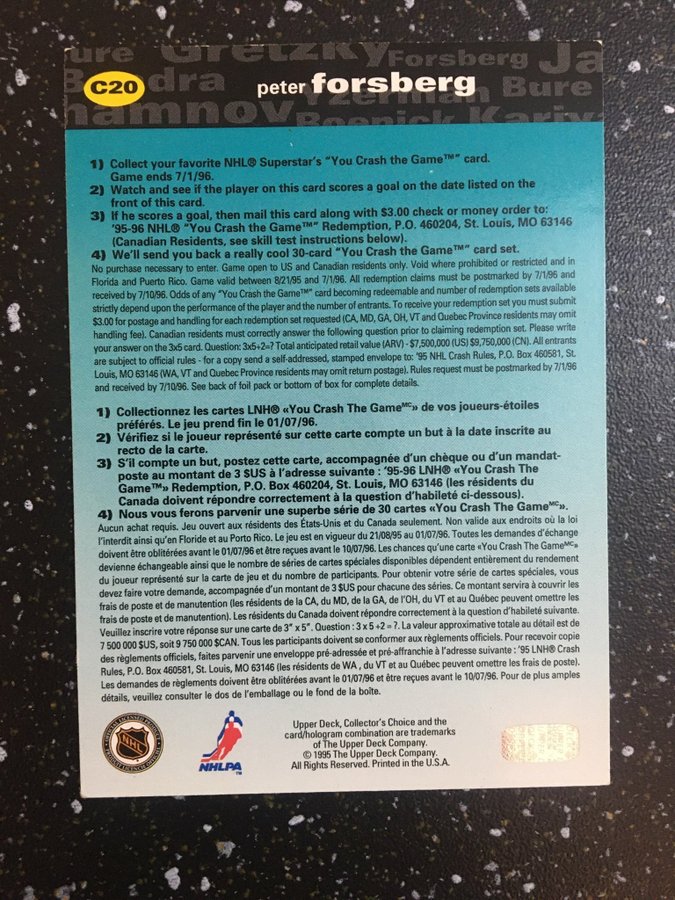 ure Gretzky Forsberg Ja
Bondra Yzerman Bure
hamnov Roenick Kariy
C20
peter forsberg
1) Collect your favorite NHL® Superstar's "You Crash the Game™" card.
Game ends 7/1/96.
2) Watch and see if the player on this card scores a goal on the date listed on the
front of this card.
3) If he scores a goal, then mail this card along with $3.00 check or money order to:
'95-96 NHL® "You Crash the Game™" Redemption, P.O. 460204, St. Louis, MO 63146
(Canadian Residents, see skill test instructions below).
4) We'll send you back a really cool 30-card "You Crash the Game™" card set.
No purchase necessary to enter. Game open to US and Canadian residents only. Void where prohibited or restricted and in
Florida and Puerto Rico. Game valid between 8/21/95 and 7/1/96. All redemption claims must be postmarked by 7/1/96 and
received by 7/10/96. Odds of any "You Crash the Game™" card becoming redeemable and number of redemption sets available
strictly depend upon the performance of the player and the number of entrants. To receive your redemption set you must submit
$3.00 for postage and handling for each redemption set requested (CA, MD, GA, OH, VT and Quebec Province residents may omit
handling fee). Canadian residents must correctly answer the following question prior to claiming redemption set. Please write
your answer on the 3x5 card. Question: 3x5+2=? Total anticipated retail value (ARV) - $7,500,000 (US) $9,750,000 (CN). All entrants
are subject to official rules - for a copy send a self-addressed, stamped envelope to: '95 NHL Crash Rules, P.O. Box 460581, St.
Louis, MO 63146 (WA, VT and Quebec Province residents may omit return postage). Rules request must be postmarked by 7/1/96
and received by 7/10/96. See back of foil pack or bottom of box for complete details.
1) Collectionnez les cartes LNH® «You Crash The Gameᴹᶜ» de vos joueurs-étoiles
préférés. Le jeu prend fin le 01/07/96.
2) Vérifiez si le joueur représenté sur cette carte compte un but à la date inscrite au
recto de la carte.
3) S'il compte un but, postez cette carte, accompagnée d'un chèque ou d'un mandat-
poste au montant de 3 $US à l'adresse suivante : '95-96 LNH® «You Crash The
Game™» Redemption, P.O. Box 460204, St. Louis, MO 63146 (les résidents du
Canada doivent répondre correctement à la question d'habileté ci-dessous).
4) Nous vous ferons parvenir une superbe série de 30 cartes «You Crash The Gameᴹᶜ».
Aucun achat requis. Jeu ouvert aux résidents des États-Unis et du Canada seulement. Non valide aux endroits où la loi
l'interdit ainsi qu'en Floride et au Porto Rico. Le jeu est en vigueur du 21/08/95 au 01/07/96. Toutes les demandes d'échange
doivent être oblitérées avant le 01/07/96 et être reçues avant le 10/07/96. Les chances qu'une carte «You Crash The Gameᴹᶜ»
devienne échangeable ainsi que le nombre de séries de cartes spéciales disponibles dépendent entièrement du rendement
du joueur représenté sur la carte de jeu et du nombre de participants. Pour obtenir votre série de cartes spéciales, vous
devez faire votre demande, accompagnée d'un montant de 3 $US pour chacune des séries. Ce montant servira à couvrir les
frais de poste et de manutention (les résidents de la CA, du MD, de la GA, de l'OH, du VT et au Québec peuvent omettre les
frais de poste et de manutention). Les résidents du Canada doivent répondre correctement à la question d'habileté suivante.
Veuillez inscrire votre réponse sur une carte de 3" x 5". Question : 3 x 5 +2 = ?. La valeur approximative totale au détail est de
7 500 000 $US, soit 9 750 000 $CAN. Tous les participants doivent se conformer aux règlements officiels. Pour recevoir copie
des règlements officiels, faites parvenir une enveloppe pré-adressée et pré-affranchie à l'adresse suivante : '95 LNH® Crash
Rules, P.O. Box 460581, St. Louis, MO 63146 (les résidents de WA , du VT et au Québec peuvent omettre les frais de poste).
Les demandes de règlements doivent être oblitérées avant le 01/07/96 et être reçues avant le 10/07/96. Pour de plus amples
détails, veuillez consulter le dos de l'emballage ou le fond de la boîte.
NHL
NHLPA™
Upper Deck, Collector's Choice and the
card/hologram combination are trademarks
of The Upper Deck Company.
© 1995 The Upper Deck Company.
All Rights Reserved. Printed in the U.S.A.